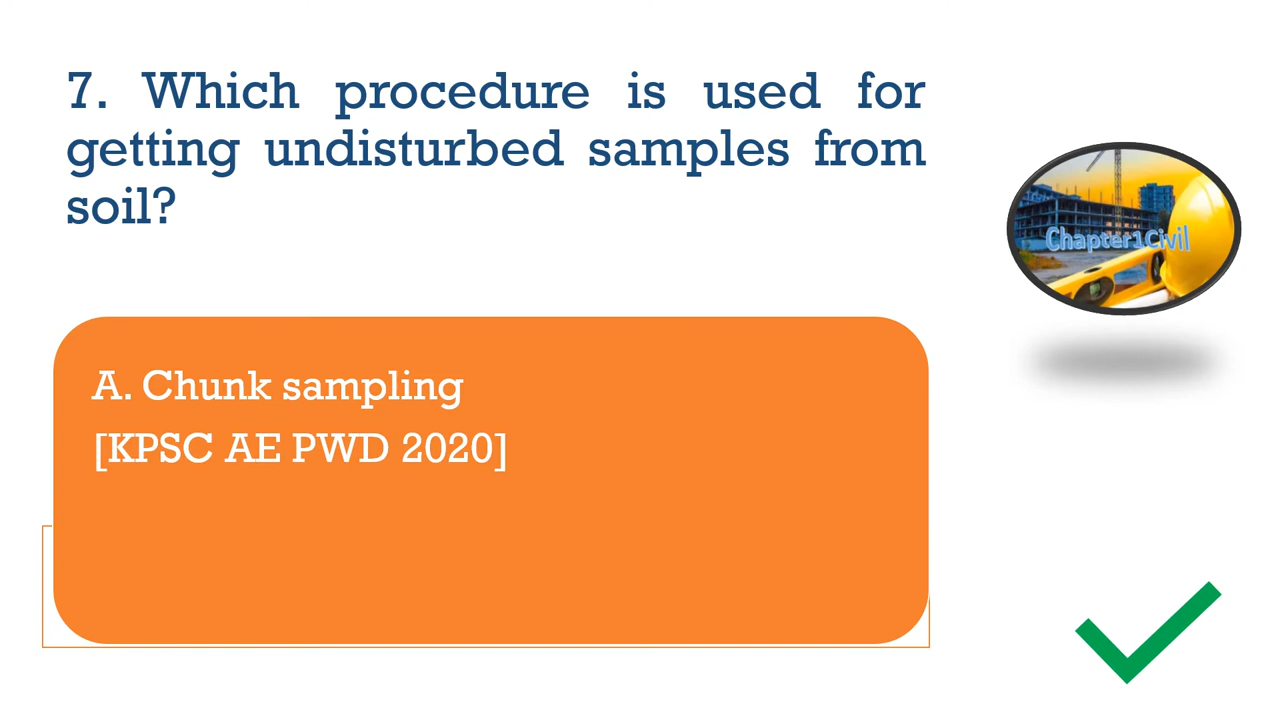 7. Which procedure is used for
getting undisturbed samples from
soil?
Chapter1Civil
A. Chunk sampling
[KPSC AE PWD 2020]